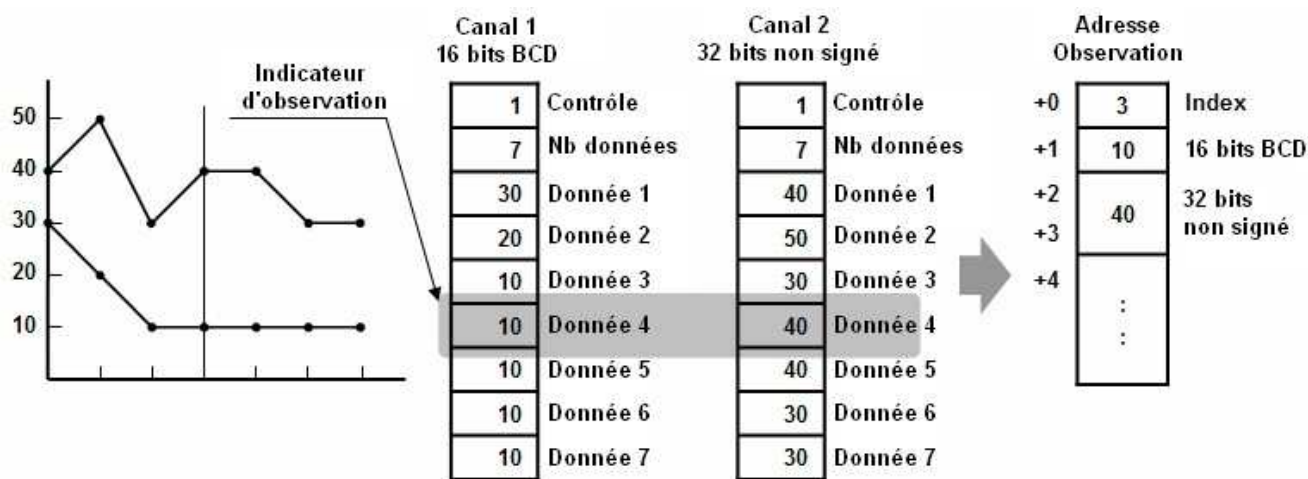 Indicateur
d'observation
50
40
30
20
10
Canal 1
16 bits BCD
1 Contrôle
7 Nb données
30 Donnée 1
20 Donnée 2
10 Donnée 3
10 Donnée 4
10 Donnée 5
10 Donnée 6
10 Donnée 7
Canal 2
32 bits non signé
1 Contrôle
7 Nb données
40 Donnée 1
50 Donnée 2
30 Donnée 3
40 Donnée 4
40 Donnée 5
30 Donnée 6
30 Donnée 7
Adresse
Observation
+0 3 Index
+1 10 16 bits BCD
+2 32 bits
40 non signé
+3
+4
:
: